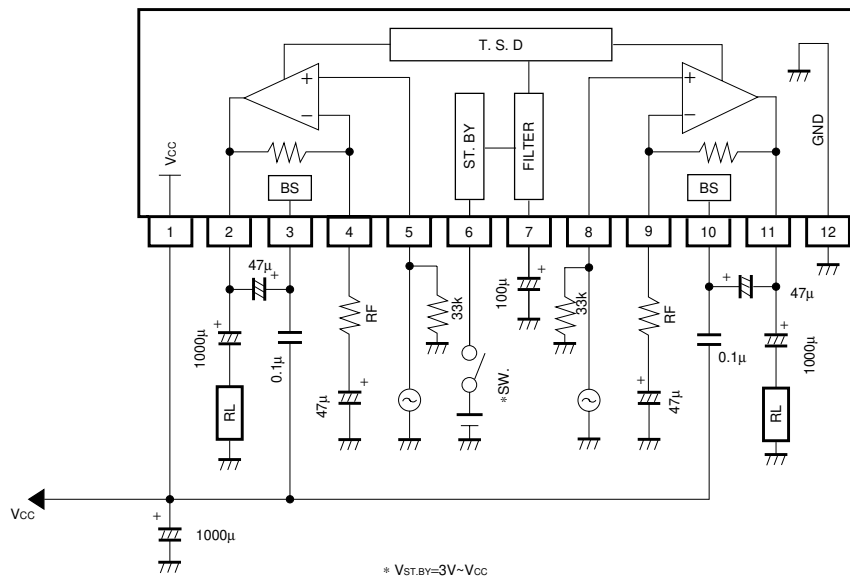 T. S. D
+
−
+
−
VCC
BS
ST. BY
FILTER
BS
GND
1
2
3
4
5
6
7
8
9
10
11
12
47μ
+
+
1000μ
RL
0.1μ
RF
+
47μ
33k
*SW.
100μ
+
33k
RF
+
47μ
+
47μ
0.1μ
+
1000μ
RL
VCC
+
1000μ
* VST.BY=3V~VCC